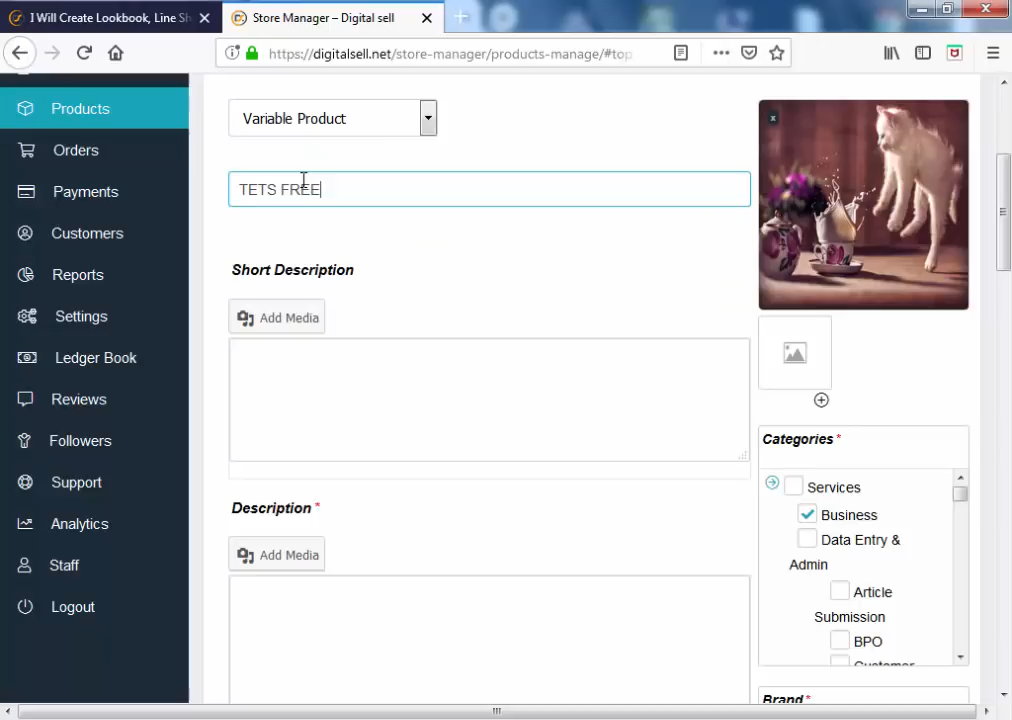 I Will Create Lookbook, Line Sh
Store Manager – Digital sell
https://digitalsell.net/store-manager/products-manage/#top
Products
Orders
Payments
Customers
Reports
Settings
Ledger Book
Reviews
Followers
Support
Analytics
Staff
Logout
Variable Product
TETS FREE
Short Description
Add Media
Description *
Add Media
x
Categories *
Services
Business
Data Entry &
Admin
Article
Submission
BPO
Customer
Brand *